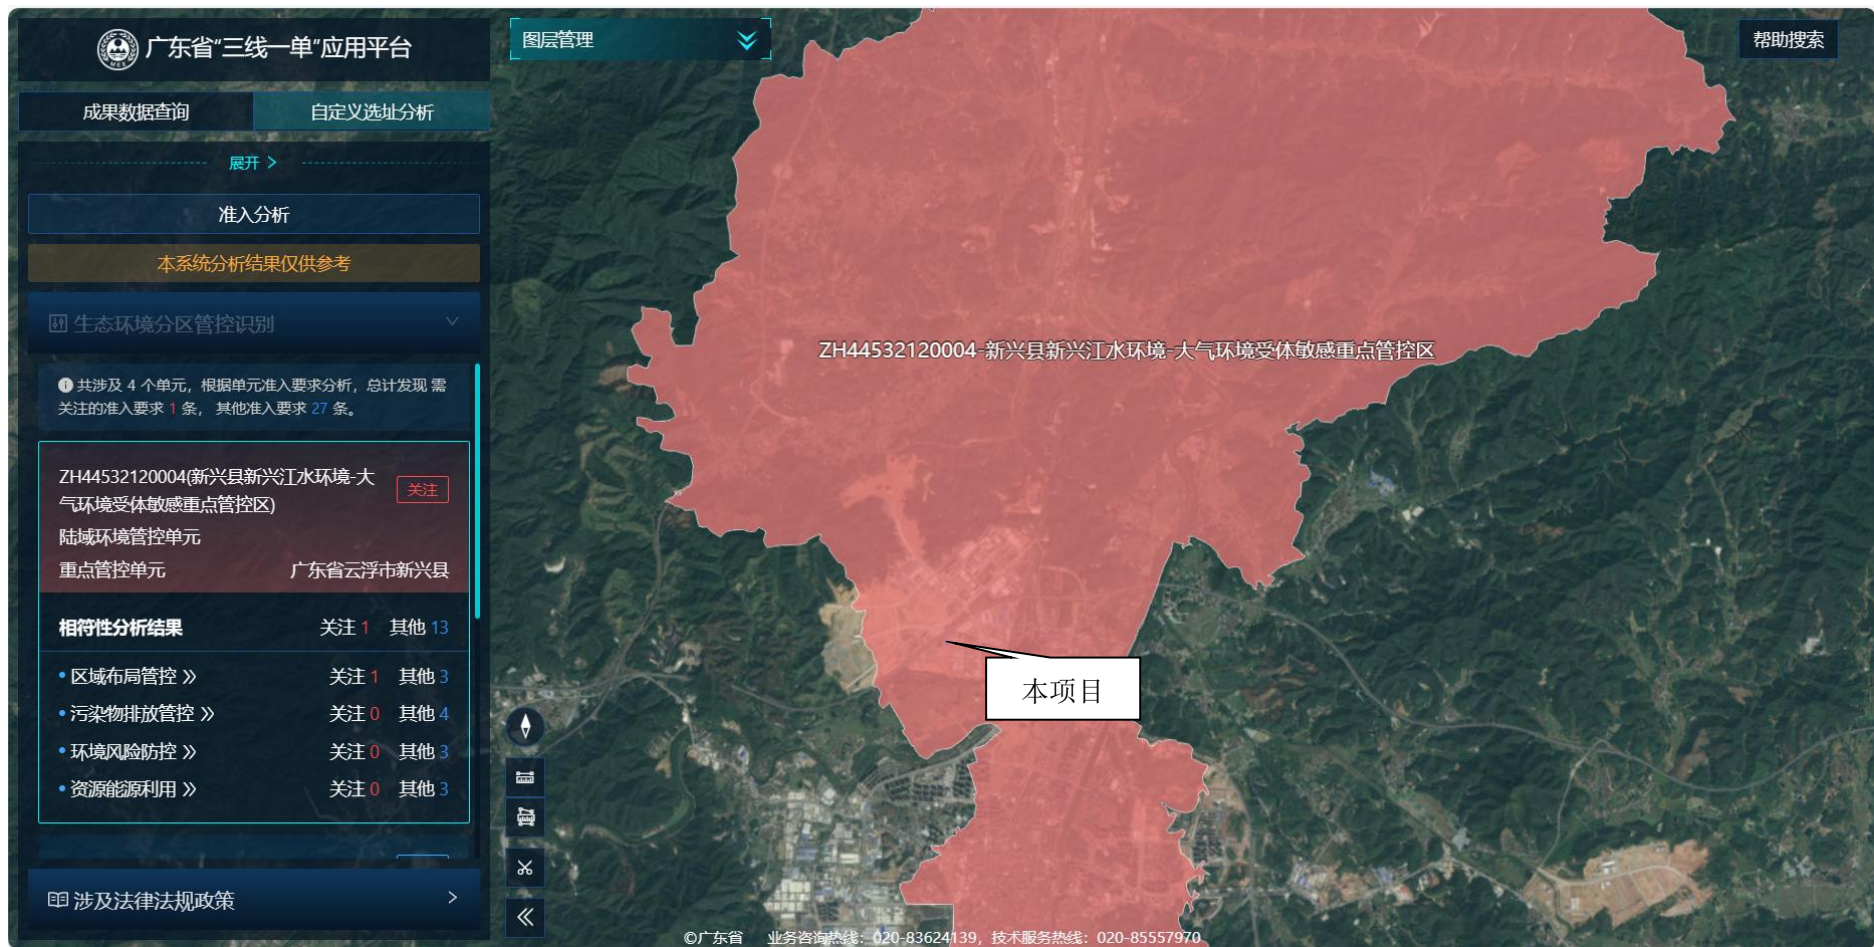 广东省“三线一单”应用平台
成果数据查询
自定义选址分析
展开 >
准入分析
本系统分析结果仅供参考
生态环境分区管控识别
共涉及 4 个单元，根据单元准入要求分析，总计发现 需
关注的准入要求 1 条， 其他准入要求 27 条。
ZH44532120004(新兴县新兴江水环境-大
气环境受体敏感重点管控区)
关注
陆域环境管控单元
重点管控单元 广东省云浮市新兴县
相符性分析结果 关注 1 其他 13
• 区域布局管控 » 关注 1 其他 3
• 污染物排放管控 » 关注 0 其他 4
• 环境风险防控 » 关注 0 其他 3
• 资源能源利用 » 关注 0 其他 3
涉及法律法规政策 >
图层管理
帮助搜索
ZH44532120004-新兴县新兴江水环境-大气环境受体敏感重点管控区
本项目
©广东省 业务咨询热线：020-83624139，技术服务热线：020-85557970